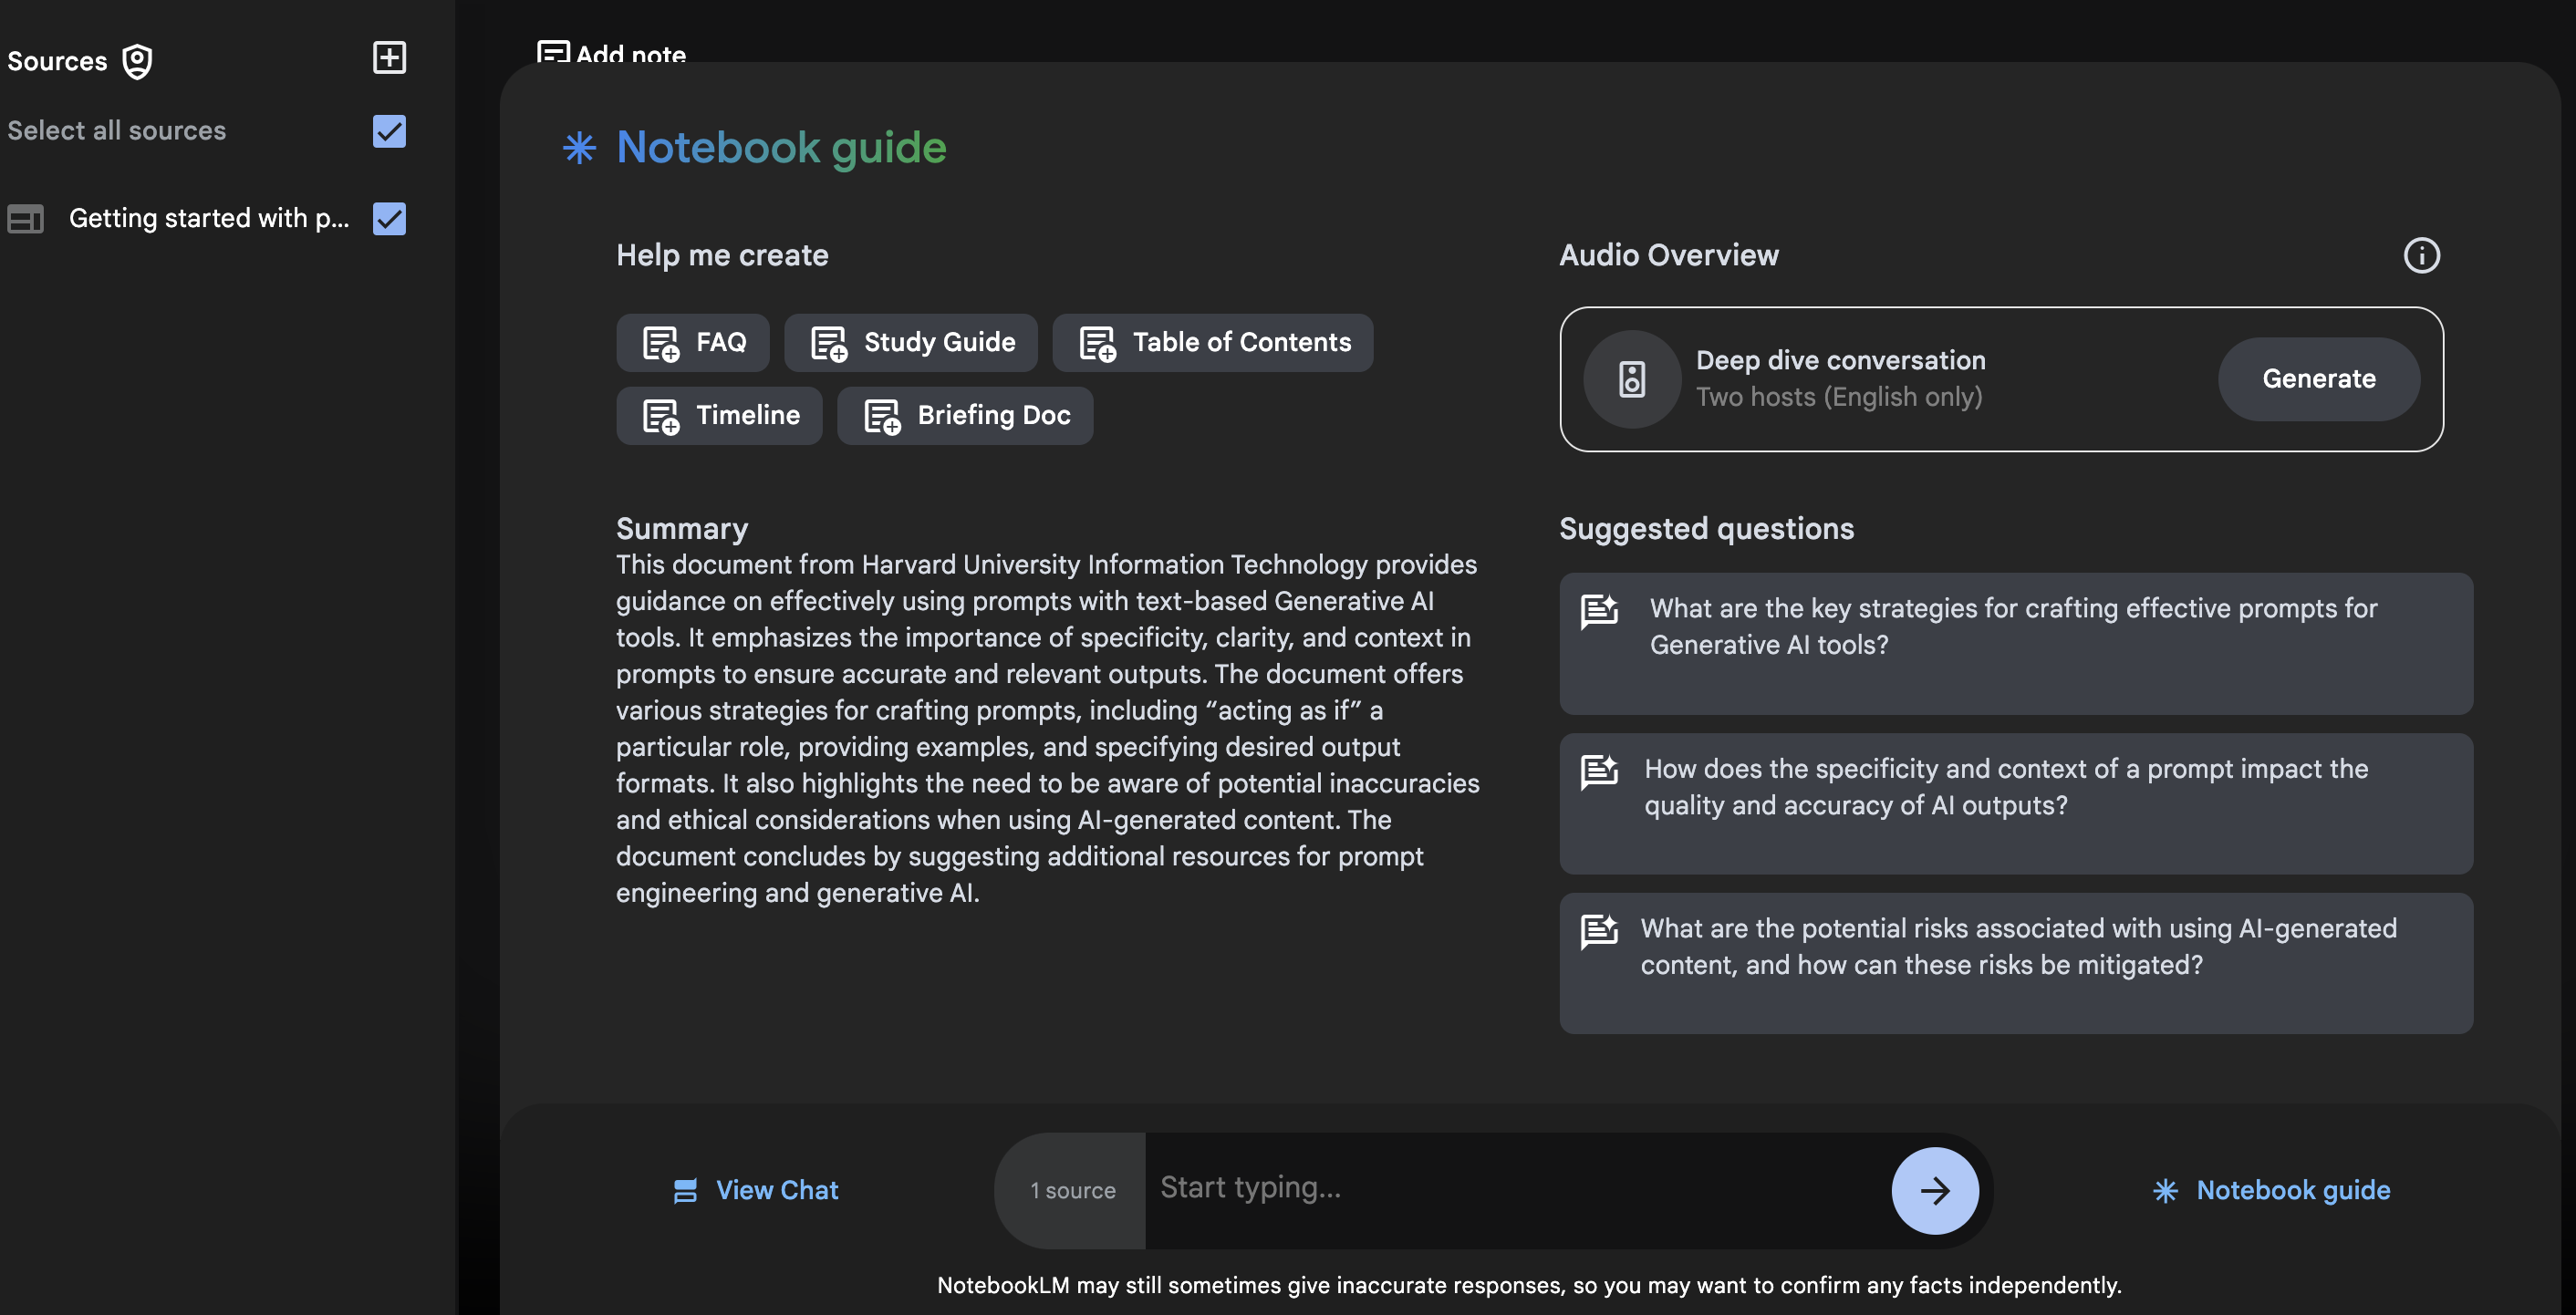 Sources
Select all sources
Getting started with p...
Add note
Notebook guide
Help me create
FAQ
Study Guide
Table of Contents
Timeline
Briefing Doc
Summary
This document from Harvard University Information Technology provides
guidance on effectively using prompts with text-based Generative AI
tools. It emphasizes the importance of specificity, clarity, and context in
prompts to ensure accurate and relevant outputs. The document offers
various strategies for crafting prompts, including “acting as if” a
particular role, providing examples, and specifying desired output
formats. It also highlights the need to be aware of potential inaccuracies
and ethical considerations when using AI-generated content. The
document concludes by suggesting additional resources for prompt
engineering and generative AI.
Audio Overview
Deep dive conversation
Two hosts (English only)
Generate
Suggested questions
What are the key strategies for crafting effective prompts for
Generative AI tools?
How does the specificity and context of a prompt impact the
quality and accuracy of AI outputs?
What are the potential risks associated with using AI-generated
content, and how can these risks be mitigated?
View Chat
1 source
Start typing...
Notebook guide
NotebookLM may still sometimes give inaccurate responses, so you may want to confirm any facts independently.